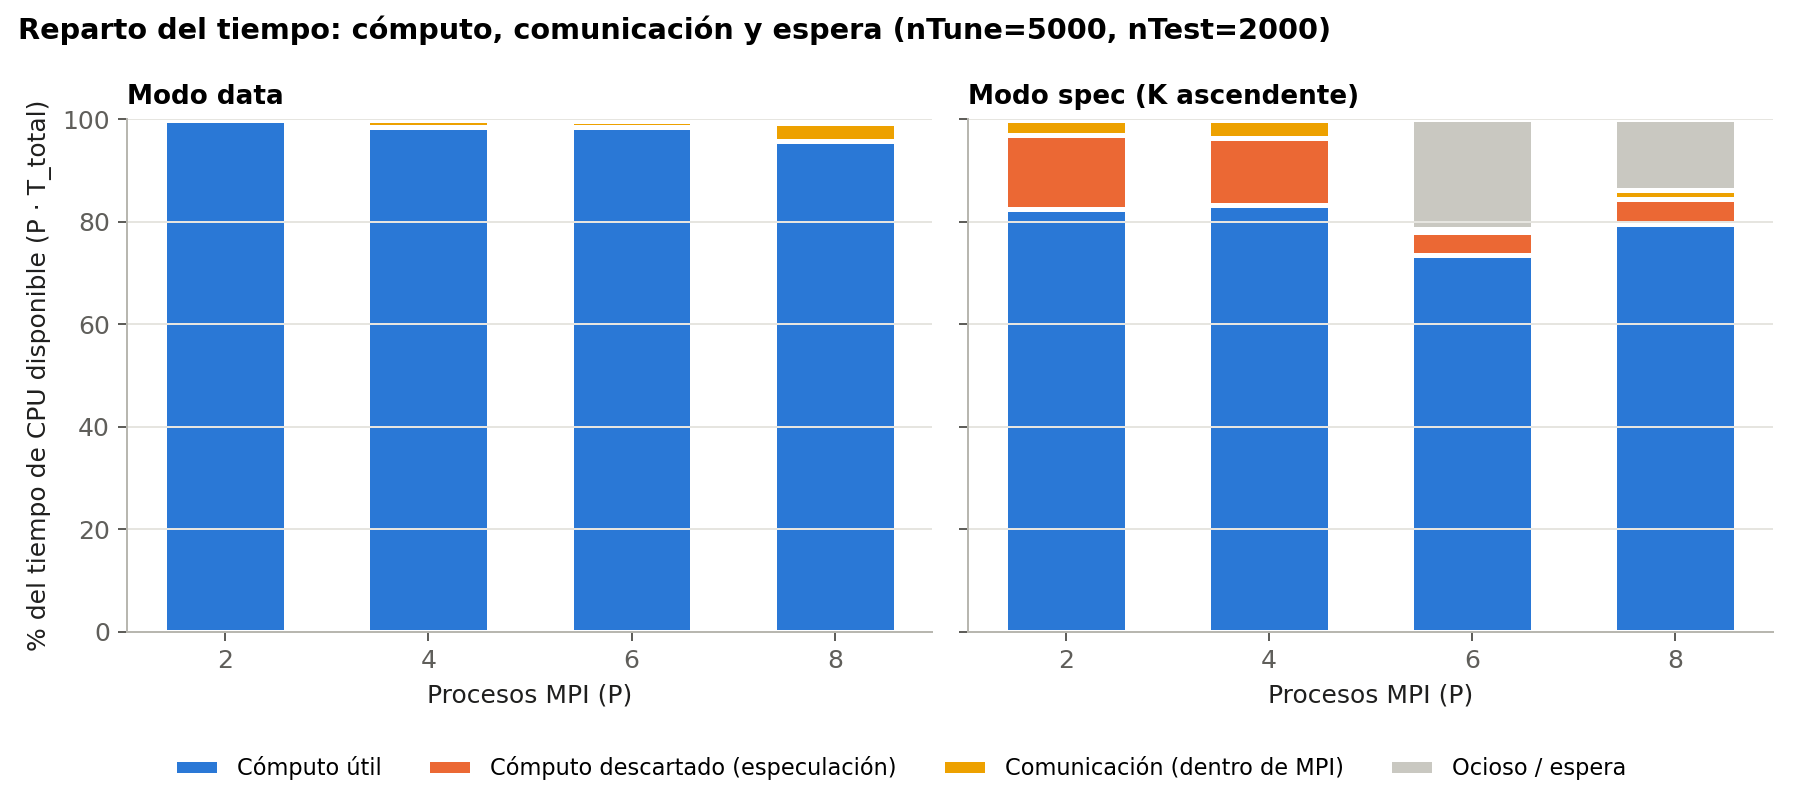 Reparto del tiempo: cómputo, comunicación y espera (nTune=5000, nTest=2000)
Modo data
Modo spec (K ascendente)
% del tiempo de CPU disponible (P · T_total)
100
80
60
40
20
0
2 4 6 8
2 4 6 8
Procesos MPI (P)
Procesos MPI (P)
Cómputo útil
Cómputo descartado (especulación)
Comunicación (dentro de MPI)
Ocioso / espera